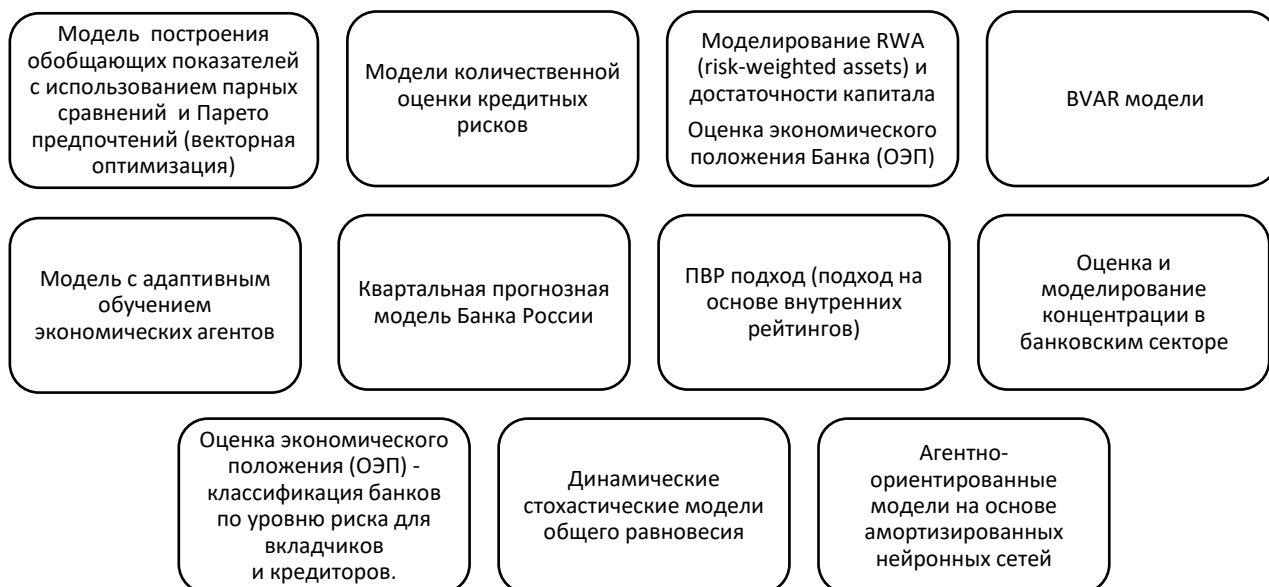 Модель построения
обобщающих показателей
с использованием парных
сравнений и Парето
предпочтений (векторная
оптимизация)
Модели количественной
оценки кредитных
рисков
Моделирование RWA
(risk-weighted assets) и
достаточности капитала
Оценка экономического
положения Банка (ОЭП)
BVAR модели
Модель с адаптивным
обучением
экономических агентов
Квартальная прогнозная
модель Банка России
ПВР подход (подход на
основе внутренних
рейтингов)
Оценка и
моделирование
концентрации в
банковским секторе
Оценка экономического
положения (ОЭП) -
классификация банков
по уровню риска для
вкладчиков
и кредиторов.
Динамические
стохастические модели
общего равновесия
Агентно-
ориентированные
модели на основе
амортизированных
нейронных сетей